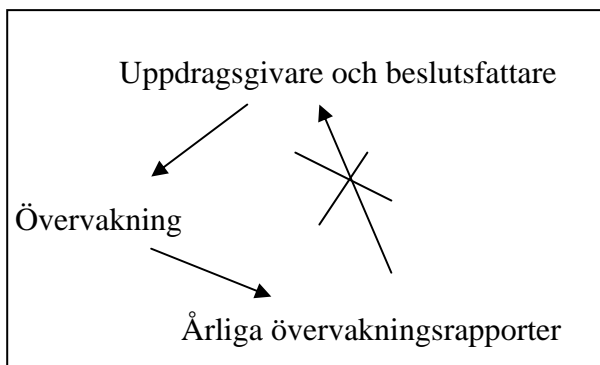 Uppdragsgivare och beslutsfattare
Övervakning
Årliga övervakningsrapporter